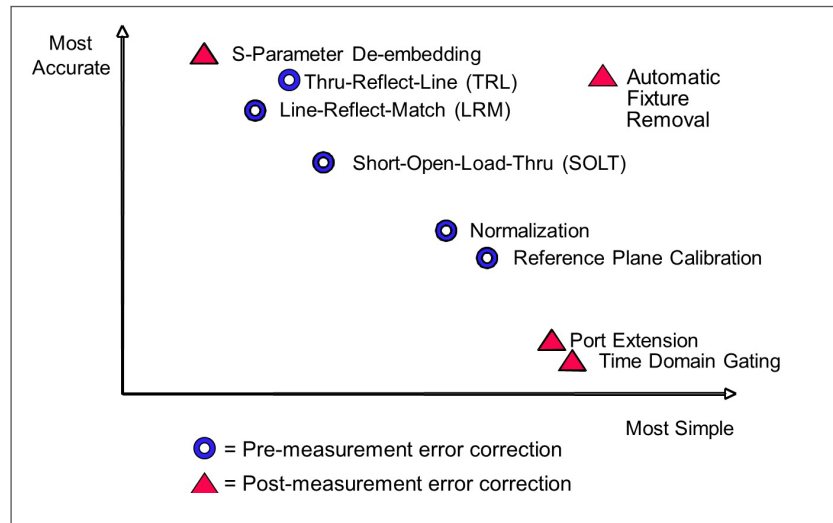 Most
Accurate
S-Parameter De-embedding
Thru-Reflect-Line (TRL)
Line-Reflect-Match (LRM)
Automatic
Fixture
Removal
Short-Open-Load-Thru (SOLT)
Normalization
Reference Plane Calibration
Port Extension
Time Domain Gating
Most Simple
= Pre-measurement error correction
= Post-measurement error correction